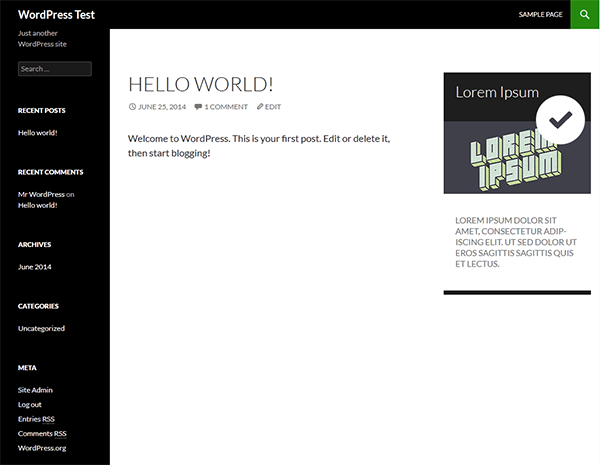 WordPress Test
SAMPLE PAGE
Just another
WordPress site
Search ...
RECENT POSTS
Hello world!
RECENT COMMENTS
Mr WordPress on
Hello world!
ARCHIVES
June 2014
CATEGORIES
Uncategorized
META
Site Admin
Log out
Entries RSS
Comments RSS
WordPress.org
HELLO WORLD!
JUNE 25, 2014 1 COMMENT EDIT
Welcome to WordPress. This is your first post. Edit or delete it,
then start blogging!
Lorem Ipsum
LOREM
IPSUM
LOREM IPSUM DOLOR SIT
AMET, CONSECTETUR ADIP-
ISCING ELIT. UT SED DOLOR UT
EROS SAGITTIS SAGITTIS QUIS
ET LECTUS.